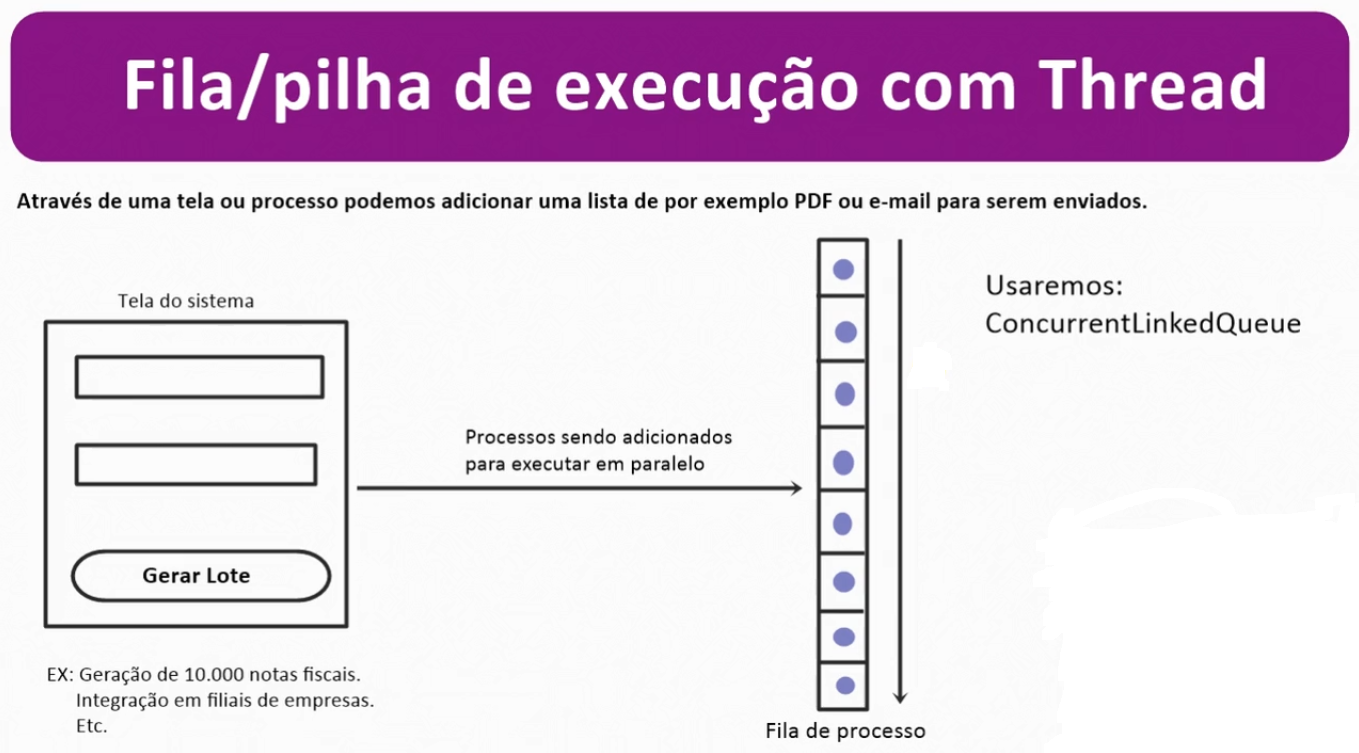 Fila/pilha de execução com Thread
Através de uma tela ou processo podemos adicionar uma lista de por exemplo PDF ou e-mail para serem enviados.
Tela do sistema
Gerar Lote
EX: Geração de 10.000 notas fiscais.
Integração em filiais de empresas.
Etc.
Processos sendo adicionados
para executar em paralelo
Fila de processo
Usaremos:
ConcurrentLinkedQueue